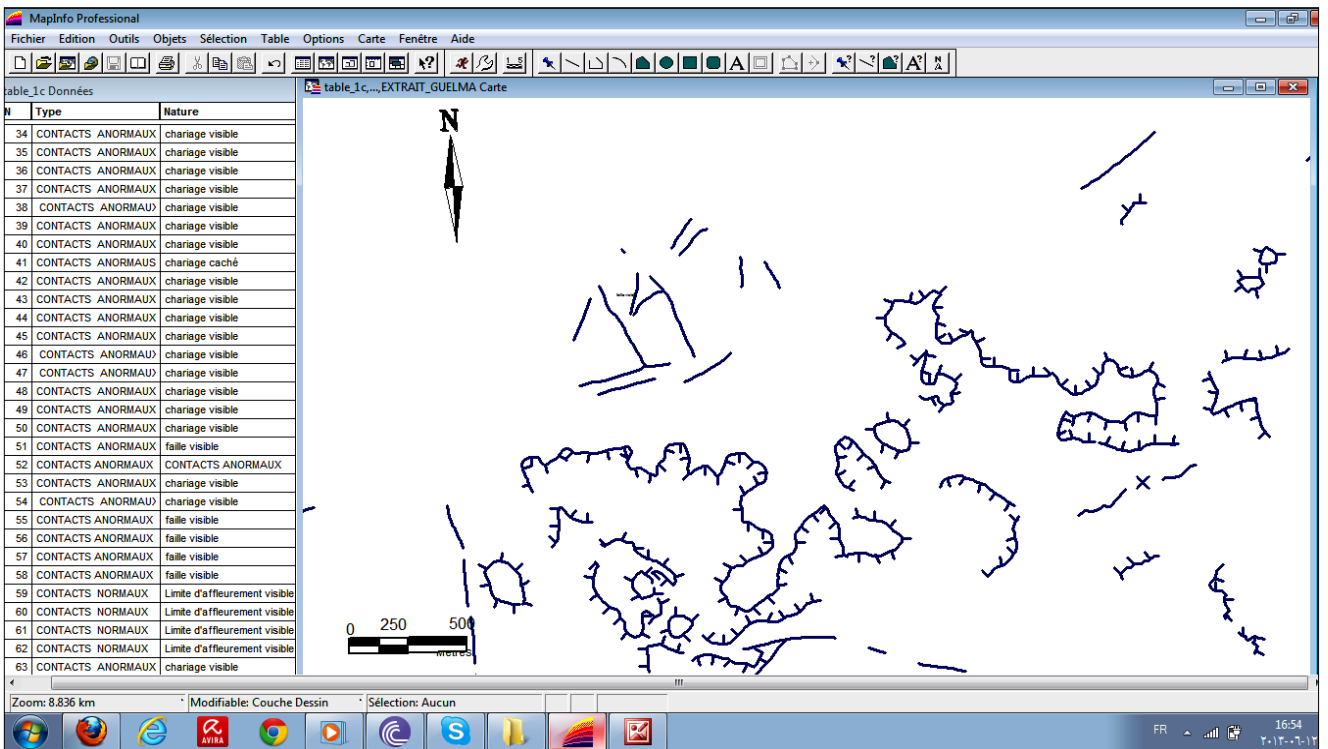 MapInfo Professional
Fichier Edition Outils Objets Sélection Table Options Carte Fenêtre Aide
table_1c Données
table_1c,...,EXTRAIT_GUELMA Carte
N Type Nature
34 CONTACTS ANORMAUX chariage visible
35 CONTACTS ANORMAUX chariage visible
36 CONTACTS ANORMAUX chariage visible
37 CONTACTS ANORMAUX chariage visible
38 CONTACTS ANORMAU chariage visible
39 CONTACTS ANORMAUX chariage visible
40 CONTACTS ANORMAUX chariage visible
41 CONTACTS ANORMAUS chariage caché
42 CONTACTS ANORMAUX chariage visible
43 CONTACTS ANORMAUX chariage visible
44 CONTACTS ANORMAUX chariage visible
45 CONTACTS ANORMAUX chariage visible
46 CONTACTS ANORMAU chariage visible
47 CONTACTS ANORMAU chariage visible
48 CONTACTS ANORMAUX chariage visible
49 CONTACTS ANORMAUX chariage visible
50 CONTACTS ANORMAUX chariage visible
51 CONTACTS ANORMAUX faille visible
52 CONTACTS ANORMAUX CONTACTS ANORMAUX
53 CONTACTS ANORMAUX chariage visible
54 CONTACTS ANORMAU chariage visible
55 CONTACTS ANORMAUX faille visible
56 CONTACTS ANORMAUX faille visible
57 CONTACTS ANORMAUX faille visible
58 CONTACTS ANORMAUX faille visible
59 CONTACTS NORMAUX Limite d'affleurement visible
60 CONTACTS NORMAUX Limite d'affleurement visible
61 CONTACTS NORMAUX Limite d'affleurement visible
62 CONTACTS NORMAUX Limite d'affleurement visible
63 CONTACTS ANORMAUX chariage visible
N
0 250 500
Mètres
Zoom: 8.836 km Modifiable: Couche Dessin Sélection: Aucun
AVIRA
FR
16:54
٢٠١٣-٠٦-١٢